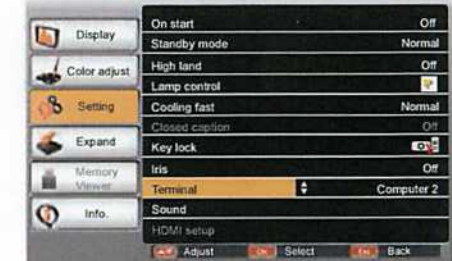 Display
Color adjust
Setting
Expand
Memory
Viewer
Info.
On start Off
Standby mode Normal
High land Off
Lamp control
Cooling fast Normal
Closed caption Off
Key lock
Iris Off
Terminal Computer 2
Sound
HDMI setup
Adjust Select Back